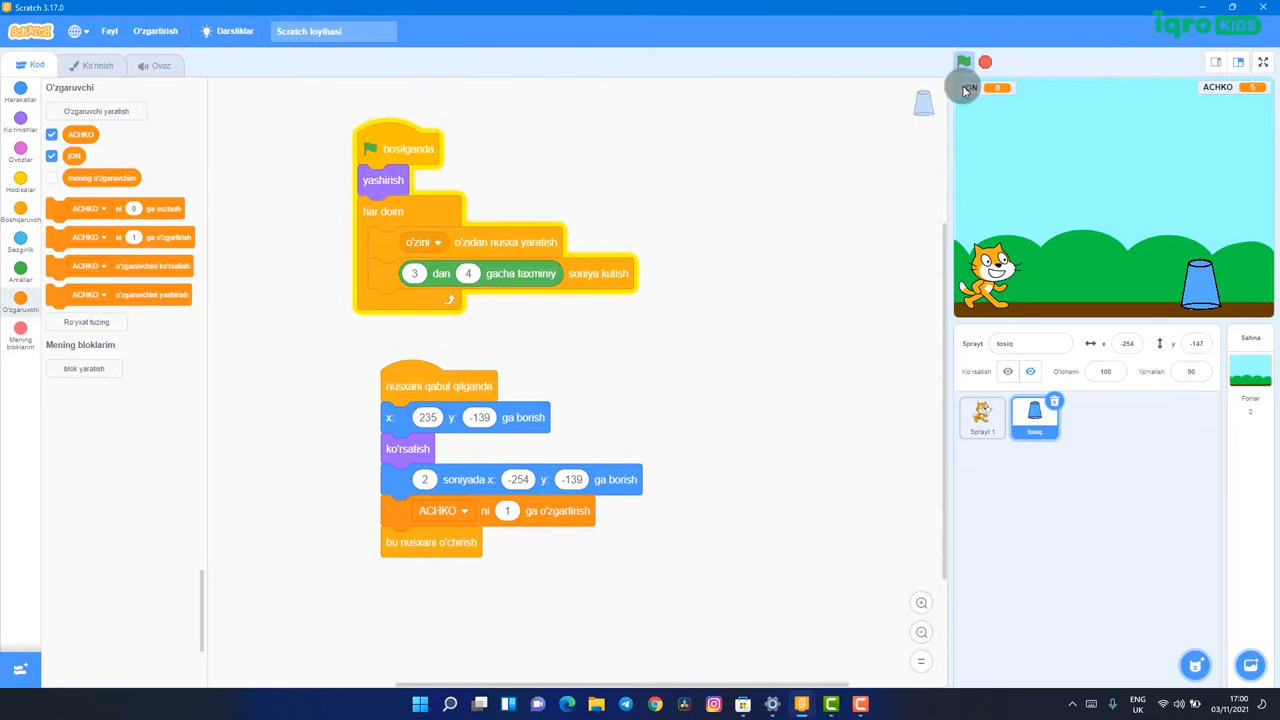 Scratch 3.17.0
SCRATCH
Fayl
O'zgartirish
Darsliklar
Scratch loyihasi
iqro KIDS
Kod
Ko'rinish
Ovoz
Harakatlar
Ko'rinishlar
Ovozlar
Hodisalar
Boshqaruvch
Sezgirlik
Amallar
O'zgaruvchi
Mening bloklarim
O'zgaruvchi
O'zgaruvchi yaratish
ACHKO
jON
mening o'zgaruvchim
ACHKO ni 0 ga sozlash
ACHKO ni 1 ga o'zgartirish
ACHKO o'zgaruvchini ko'rsatish
ACHKO o'zgaruvchini yashirish
Ro'yxat tuzing
Mening bloklarim
blok yaratish
bosilganda
yashirish
har doim
o'zini o'zidan nusxa yaratish
3 dan 4 gacha taxminiy soniya kutish
nusxani qabul qilganda
x: 235 y: -139 ga borish
ko'rsatish
2 soniyada x: -254 y: -139 ga borish
ACHKO ni 1 ga o'zgartirish
bu nusxani o'chirish
ON 0
ACHKO 5
Sprayt tosiq x -254 y -147
Ko'rsatish O'lchami 100 Yo'nalish 90
Sprayt 1
tosiq
Sahna
Fonlar
2
ENG
UK
17:00
03/11/2021